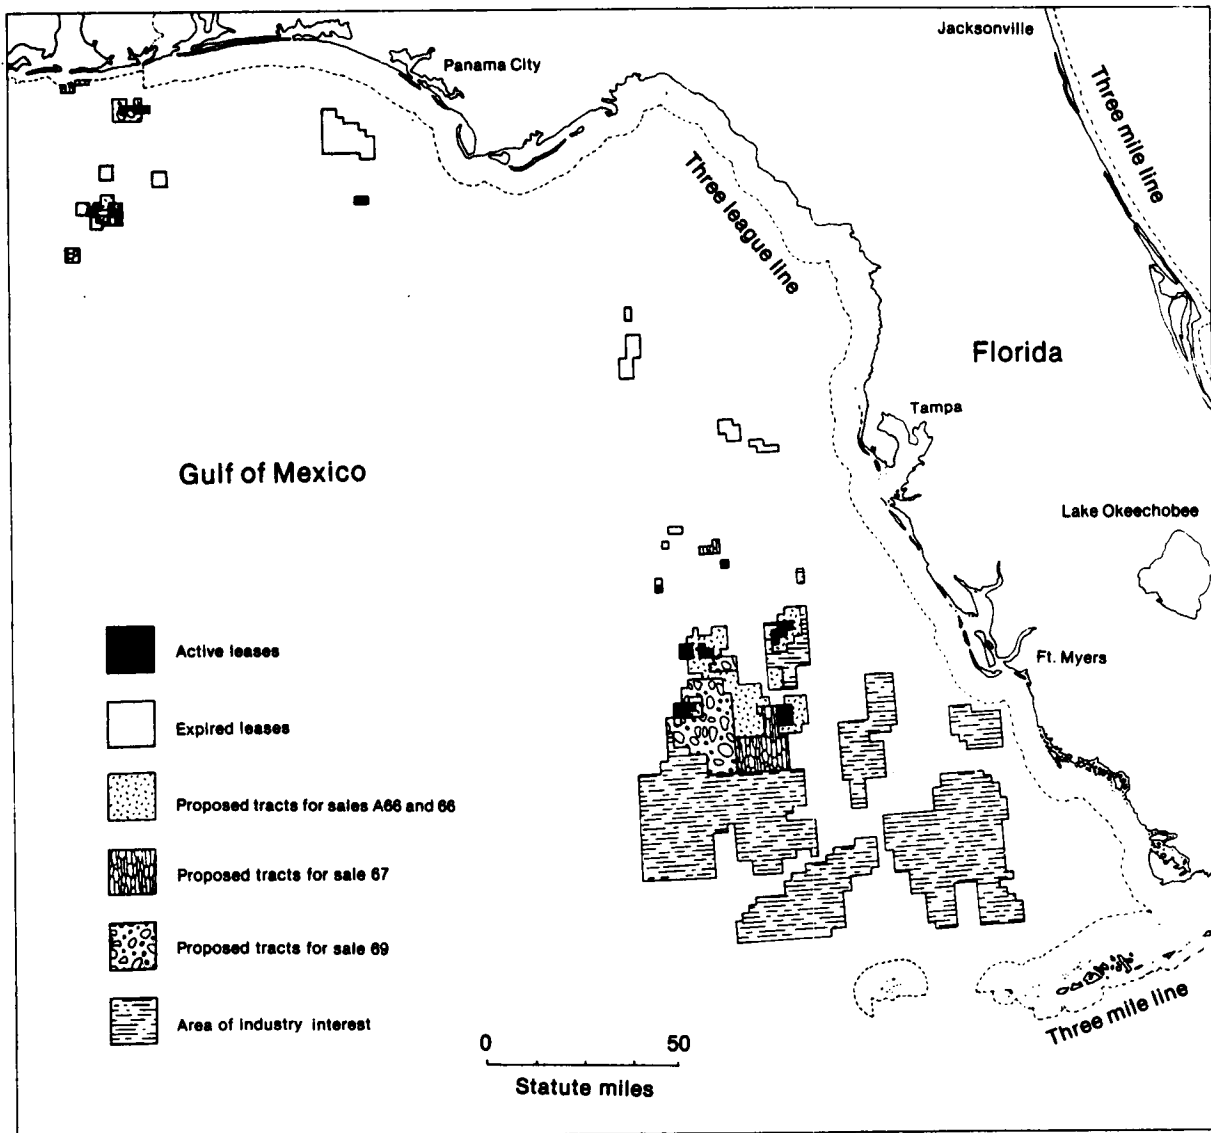 Jacksonville
Panama City
Three mile line
Three league line
Florida
Tampa
Gulf of Mexico
Lake Okeechobee
Ft. Myers
Active leases
Expired leases
Proposed tracts for sales A66 and 66
Proposed tracts for sale 67
Proposed tracts for sale 69
Area of industry interest
Three mile line
0 50
Statute miles